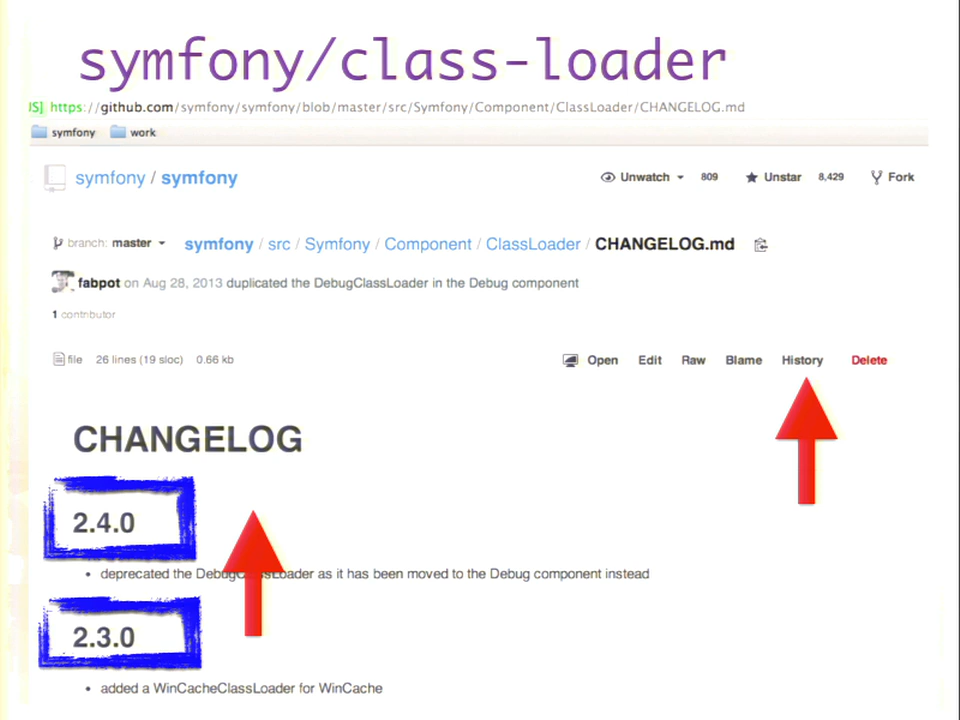 symfony/class-loader
JS] https://github.com/symfony/symfony/blob/master/src/Symfony/Component/ClassLoader/CHANGELOG.md
symfony work
symfony / symfony Unwatch 809 Unstar 8,429 Fork
branch: master symfony / src / Symfony / Component / ClassLoader / CHANGELOG.md
fabpot on Aug 28, 2013 duplicated the DebugClassLoader in the Debug component
1 contributor
file 26 lines (19 sloc) 0.66 kb Open Edit Raw Blame History Delete
CHANGELOG
2.4.0
• deprecated the DebugClassLoader as it has been moved to the Debug component instead
2.3.0
• added a WinCacheClassLoader for WinCache